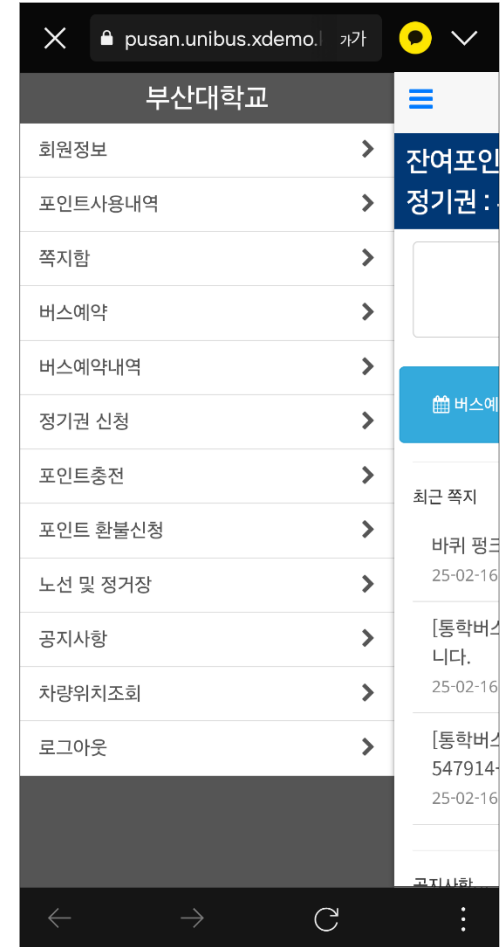 pusan.unibus.xdemo. 가가
부산대학교
회원정보
포인트사용내역
쪽지함
버스예약
버스예약내역
정기권 신청
포인트충전
포인트 환불신청
노선 및 정거장
공지사항
차량위치조회
로그아웃
잔여포인
정기권 :
버스예
최근 쪽지
바퀴 펑크
25-02-16
[통학버스
니다.
25-02-16
[통학버스
547914-
25-02-16
공지사항